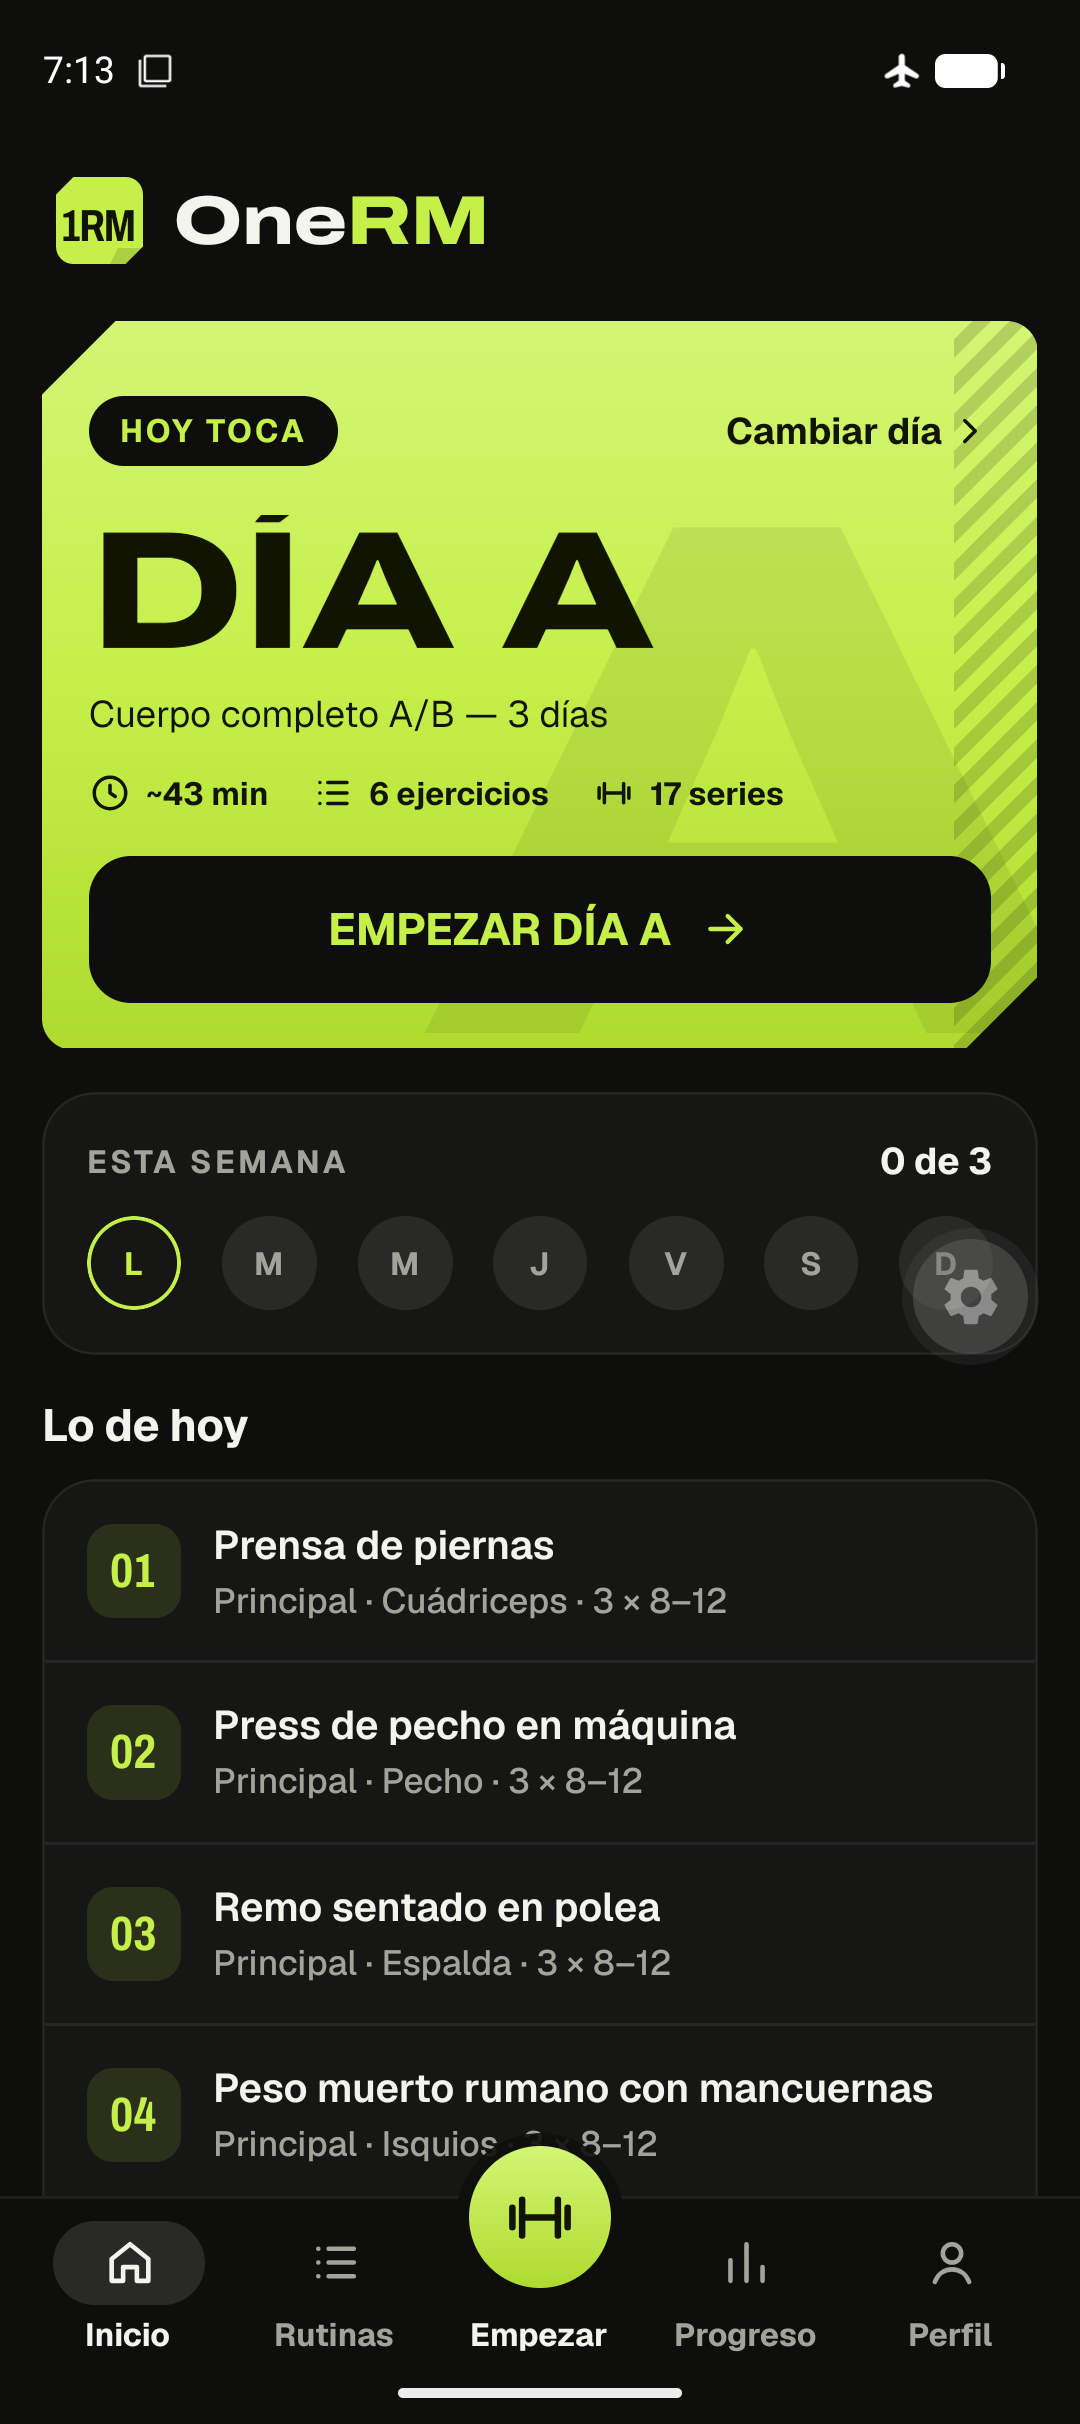 7:13
1RM OneRM
HOY TOCA
Cambiar día
DÍA A
Cuerpo completo A/B — 3 días
~43 min 6 ejercicios 17 series
EMPEZAR DÍA A
ESTA SEMANA 0 de 3
L M M J V S D
Lo de hoy
01 Prensa de piernas
Principal · Cuádriceps · 3 × 8–12
02 Press de pecho en máquina
Principal · Pecho · 3 × 8–12
03 Remo sentado en polea
Principal · Espalda · 3 × 8–12
04 Peso muerto rumano con mancuernas
Principal · Isquios · 3 × 8–12
Inicio Rutinas Empezar Progreso Perfil